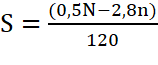 S = (0,5N−2,8n)/120